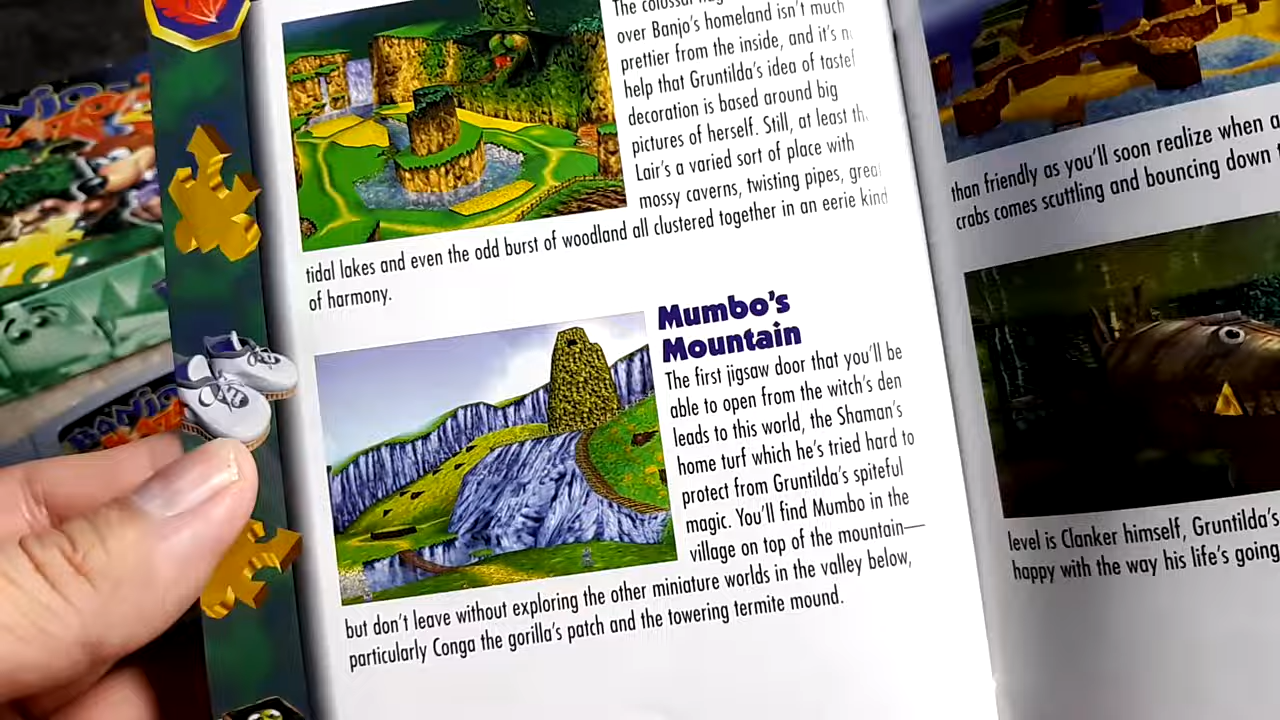 The colossal
over Banjo's homeland isn't much
prettier from the inside, and it's
help that Gruntilda's idea of
decoration is based around big
pictures of herself. Still, at least
Lair's a varied sort of place with
mossy caverns, twisting pipes,
tidal lakes and even the odd burst of woodland all clustered together in an eerie kind
of harmony.
Mumbo's
Mountain
The first jigsaw door that you'll be
able to open from the witch's den
leads to this world, the Shaman's
home turf which he's tried hard to
protect from Gruntilda's spiteful
magic. You'll find Mumbo in the
village on top of the mountain—
but don't leave without exploring the other miniature worlds in the valley below,
particularly Conga the gorilla's patch and the towering termite mound.
than friendly as you'll soon realize when
crabs comes scuttling and bouncing down
level is Clanker himself, Gruntilda's
happy with the way his life's going